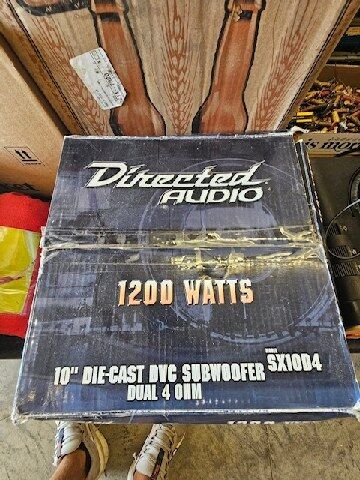 Directed
AUDIO
1200 WATTS
10" DIE-CAST DVC SUBWOOFER SX10D4
DUAL 4 OHM